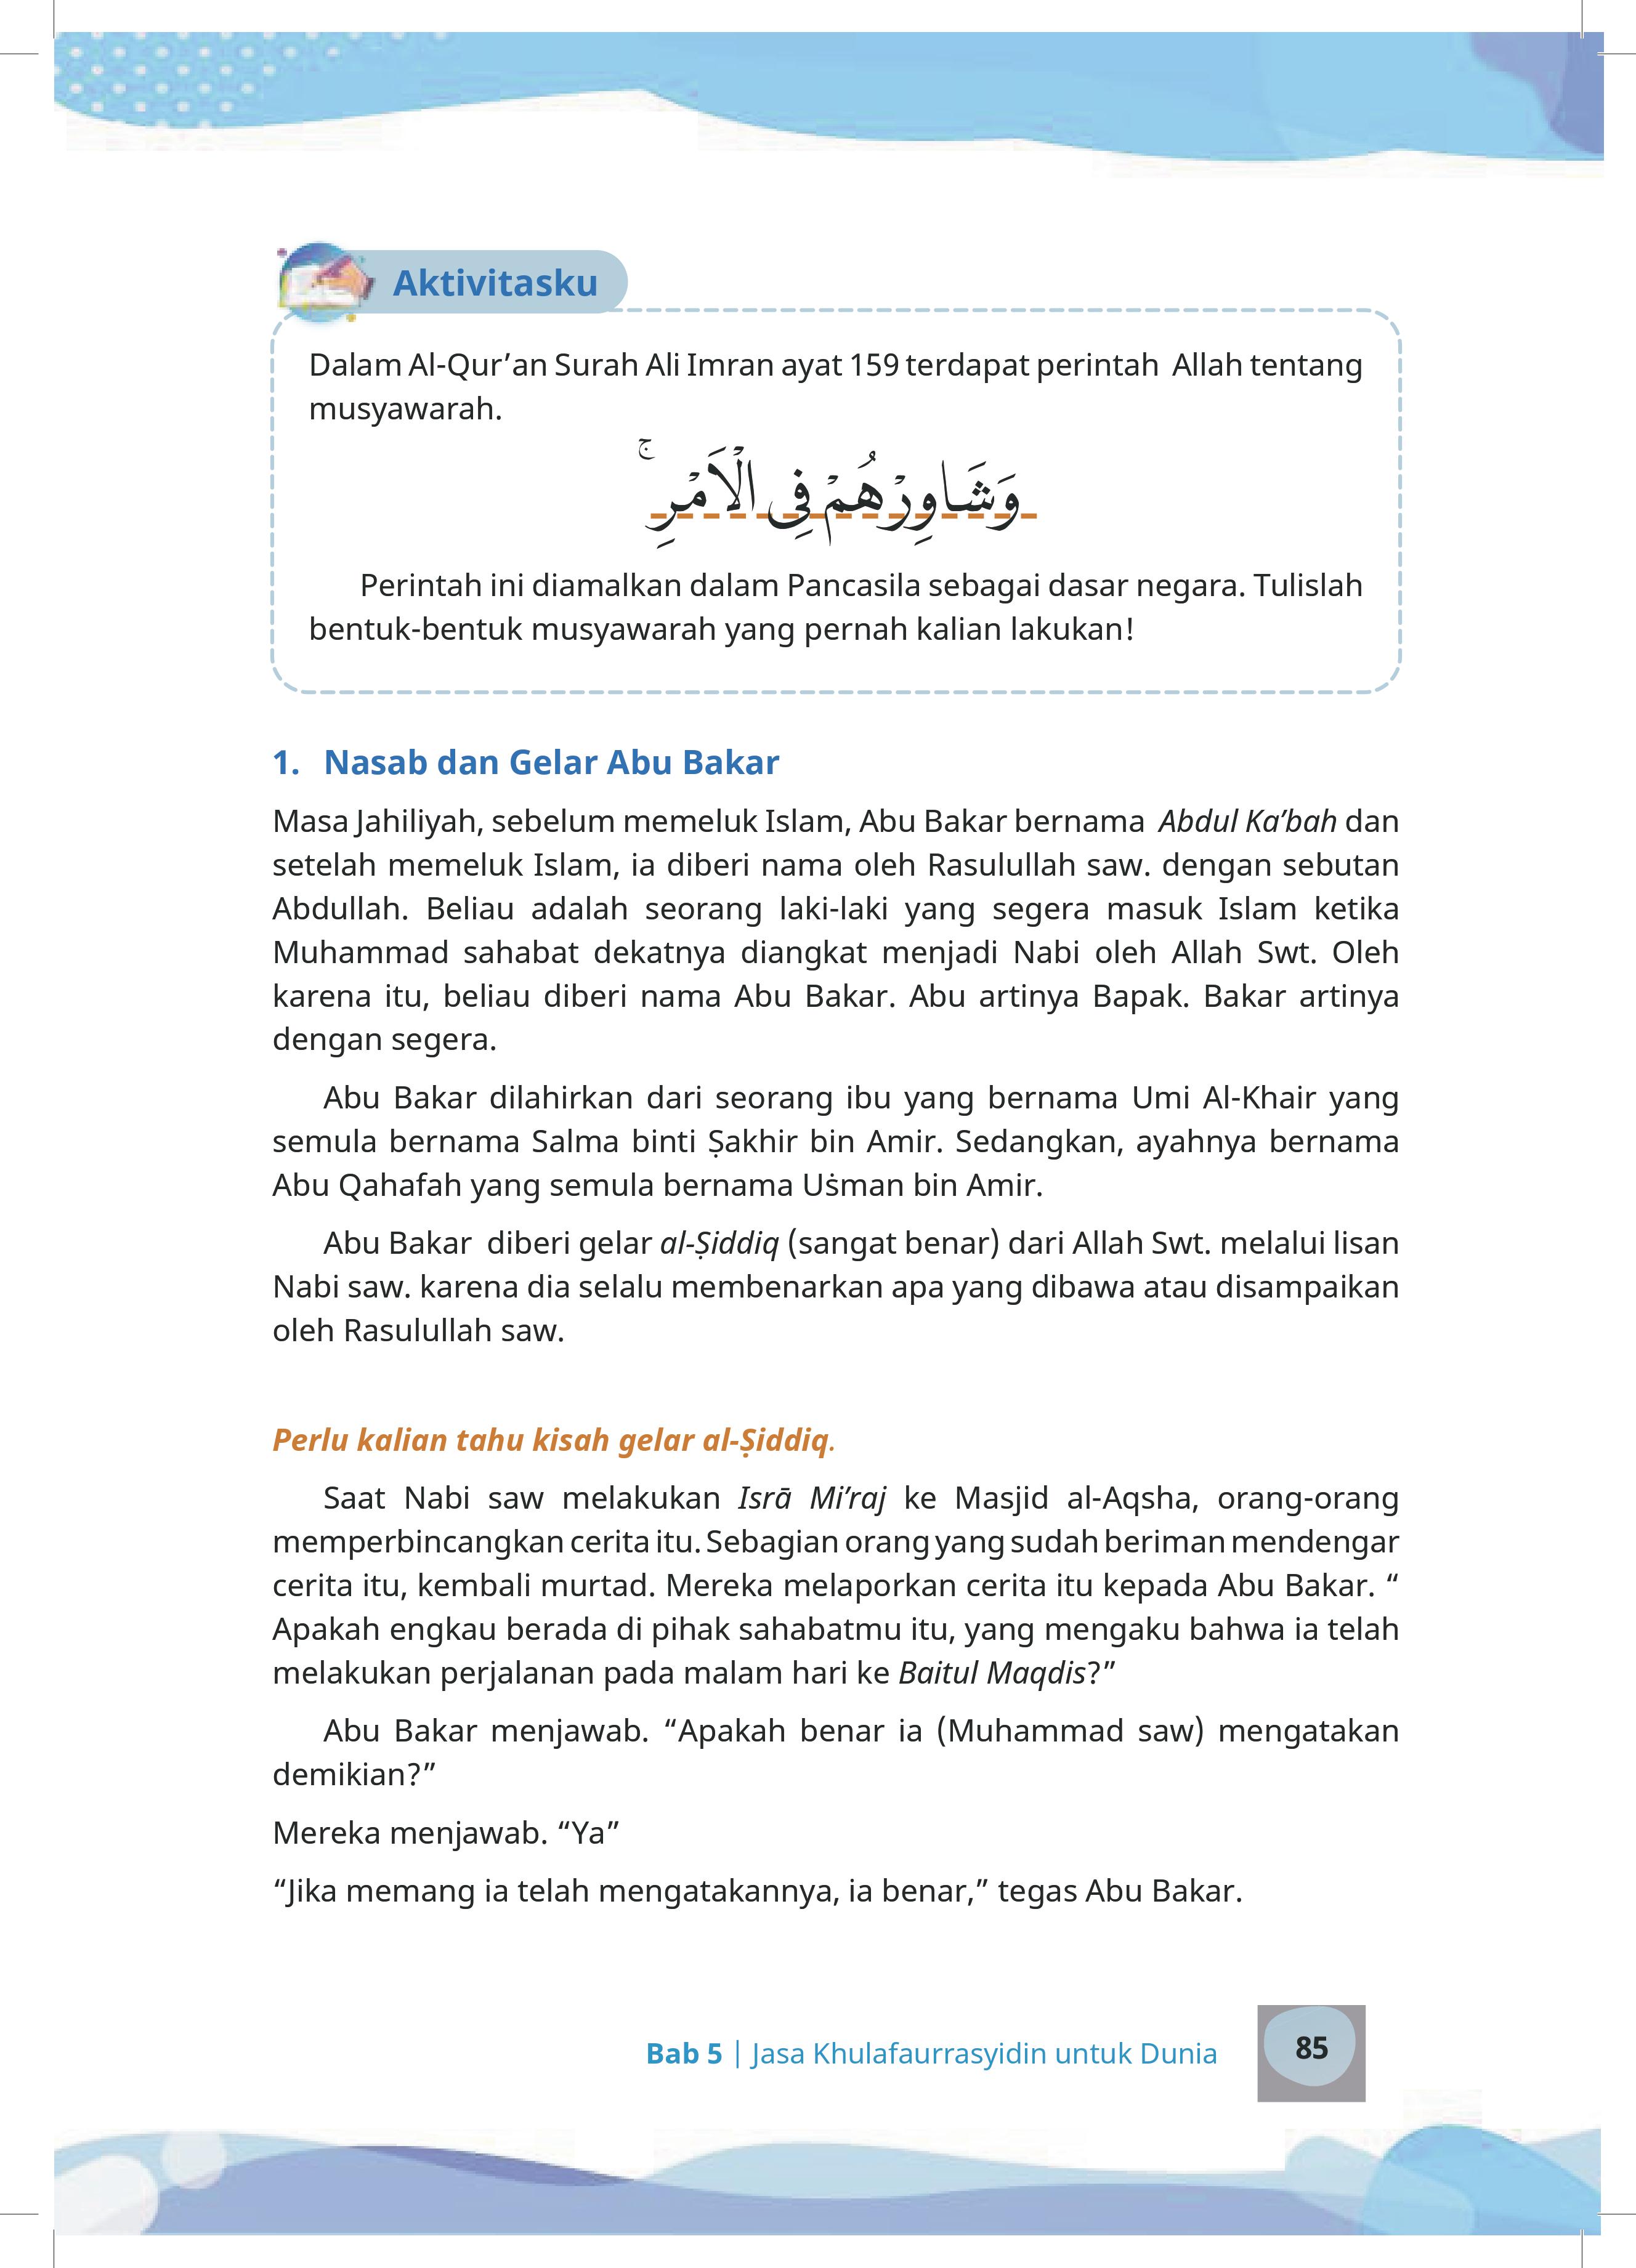 Aktivitasku
Dalam Al-Qur’an Surah Ali Imran ayat 159 terdapat perintah Allah tentang
musyawarah.
وَشَاوِرْهُمْ فِى الْاَمْرِۚ
Perintah ini diamalkan dalam Pancasila sebagai dasar negara. Tulislah
bentuk-bentuk musyawarah yang pernah kalian lakukan!
1. Nasab dan Gelar Abu Bakar
Masa Jahiliyah, sebelum memeluk Islam, Abu Bakar bernama Abdul Ka’bah dan
setelah memeluk Islam, ia diberi nama oleh Rasulullah saw. dengan sebutan
Abdullah. Beliau adalah seorang laki-laki yang segera masuk Islam ketika
Muhammad sahabat dekatnya diangkat menjadi Nabi oleh Allah Swt. Oleh
karena itu, beliau diberi nama Abu Bakar. Abu artinya Bapak. Bakar artinya
dengan segera.
Abu Bakar dilahirkan dari seorang ibu yang bernama Umi Al-Khair yang
semula bernama Salma binti Ṣakhir bin Amir. Sedangkan, ayahnya bernama
Abu Qahafah yang semula bernama Uṡman bin Amir.
Abu Bakar diberi gelar al-Ṣiddiq (sangat benar) dari Allah Swt. melalui lisan
Nabi saw. karena dia selalu membenarkan apa yang dibawa atau disampaikan
oleh Rasulullah saw.
Perlu kalian tahu kisah gelar al-Ṣiddiq.
Saat Nabi saw melakukan Isrā Mi’raj ke Masjid al-Aqsha, orang-orang
memperbincangkan cerita itu. Sebagian orang yang sudah beriman mendengar
cerita itu, kembali murtad. Mereka melaporkan cerita itu kepada Abu Bakar. “
Apakah engkau berada di pihak sahabatmu itu, yang mengaku bahwa ia telah
melakukan perjalanan pada malam hari ke Baitul Maqdis?”
Abu Bakar menjawab. “Apakah benar ia (Muhammad saw) mengatakan
demikian?”
Mereka menjawab. “Ya”
“Jika memang ia telah mengatakannya, ia benar,” tegas Abu Bakar.
Bab 5 | Jasa Khulafaurrasyidin untuk Dunia
85